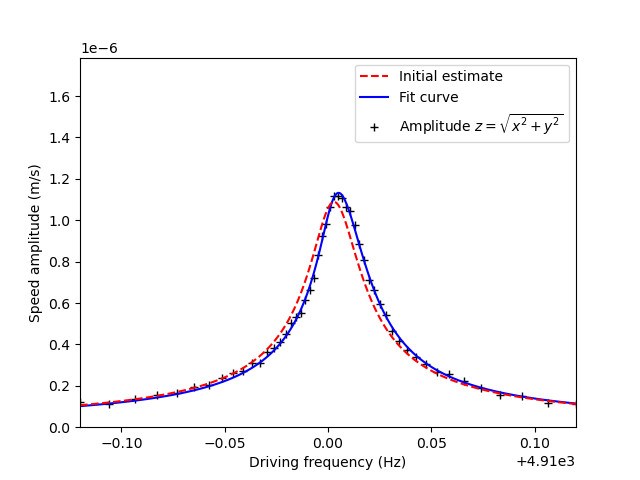 1e−6
Initial estimate
Fit curve
Amplitude z = √x² + y²
1.6
1.4
1.2
1.0
0.8
0.6
0.4
0.2
0.0
Speed amplitude (m/s)
−0.10 −0.05 0.00 0.05 0.10
Driving frequency (Hz)
+4.91e3